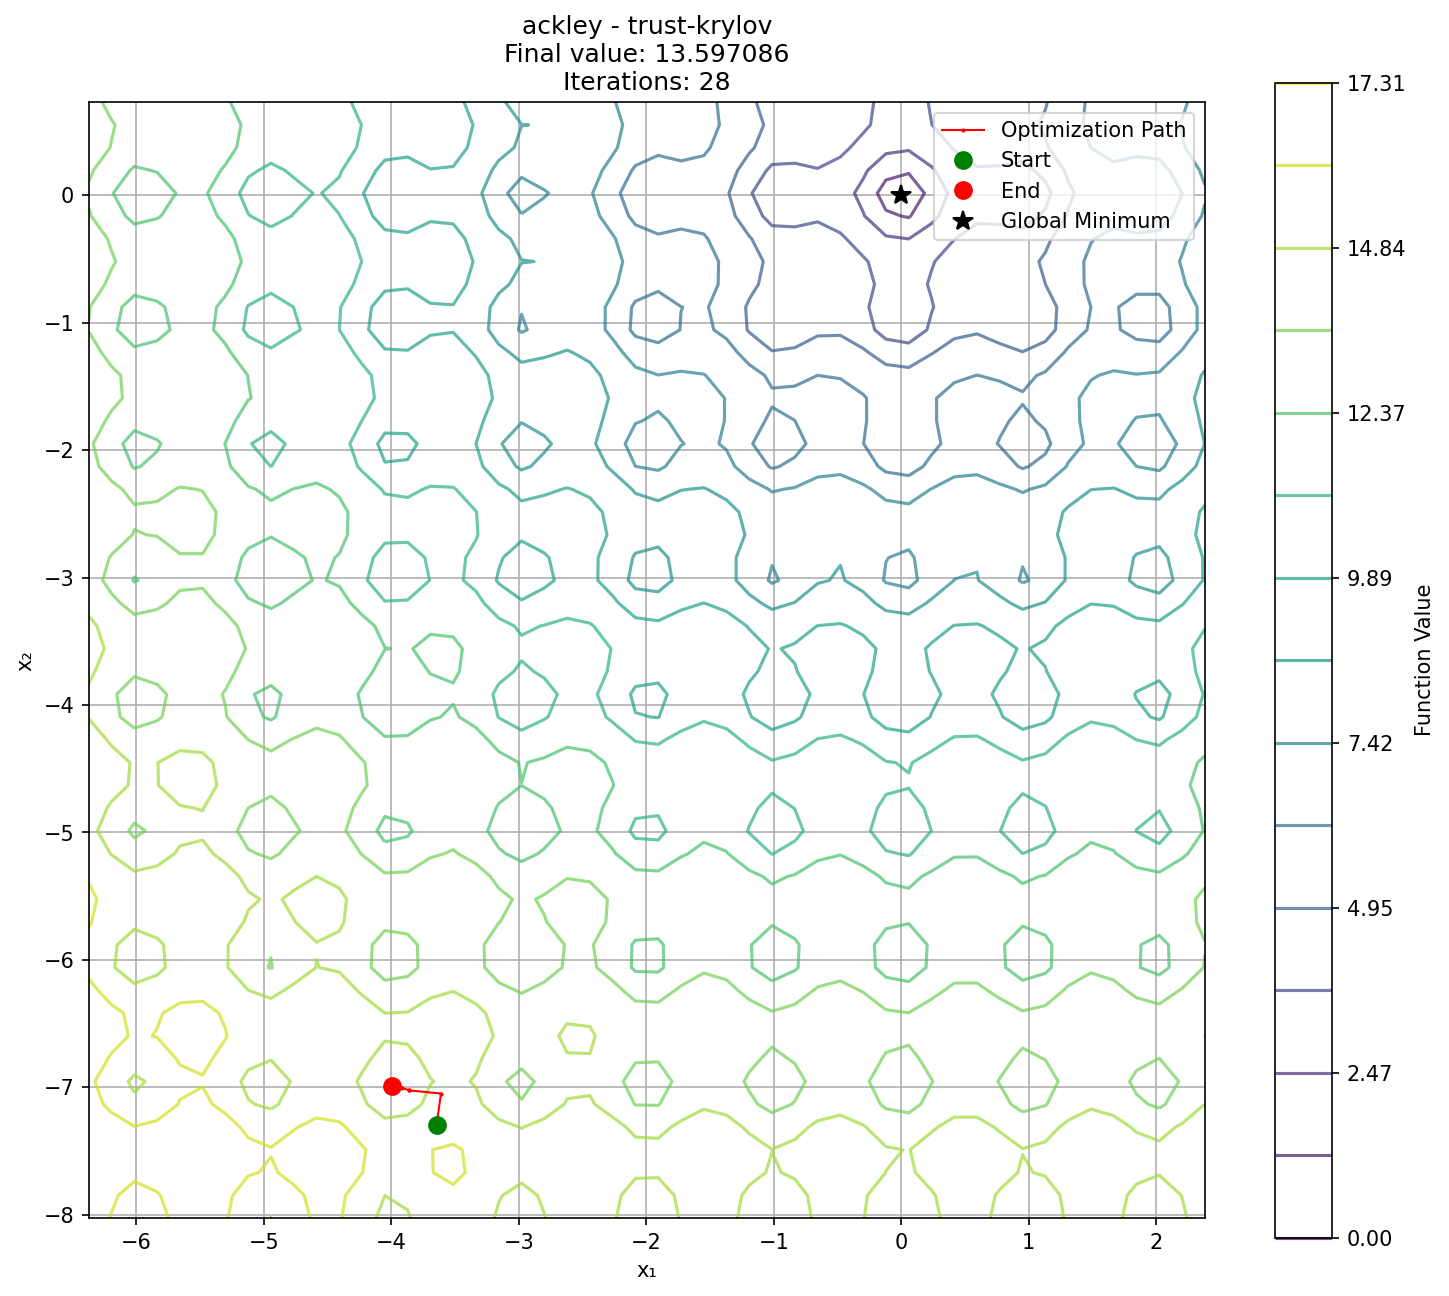 ackley - trust-krylov
Final value: 13.597086
Iterations: 28
Optimization Path
Start
End
Global Minimum
0
−1
−2
−3
−4
−5
−6
−7
−8
x₂
−6
−5
−4
−3
−2
−1
0
1
2
x₁
17.31
14.84
12.37
9.89
7.42
4.95
2.47
0.00
Function Value